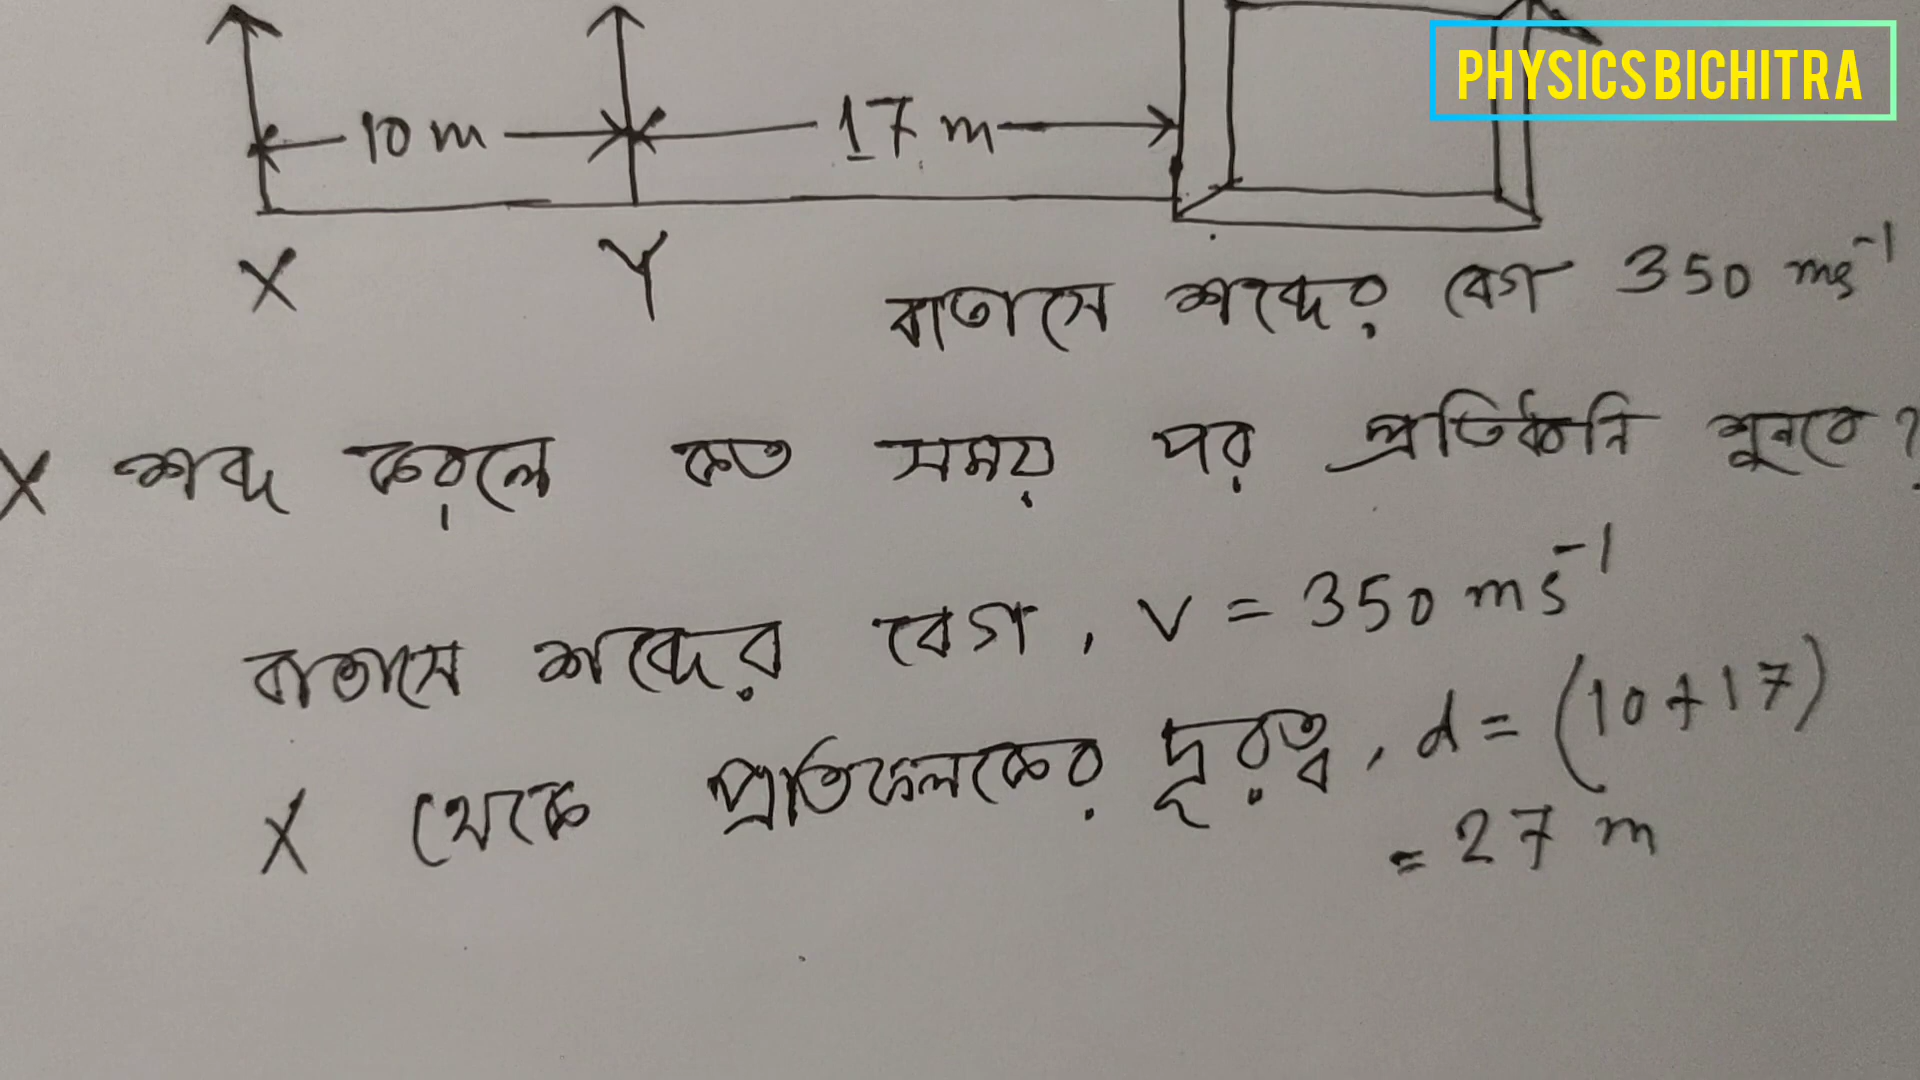 PHYSICS BICHITRA
10 m 17 m
X Y
বাতাসে শব্দের বেগ 350 ms⁻¹
X শব্দ করলে কত সময় পর প্রতিধ্বনি শুনবে?
বাতাসে শব্দের বেগ, v = 350 ms⁻¹
X থেকে প্রতিফলকের দূরত্ব, d = (10+17)
= 27 m